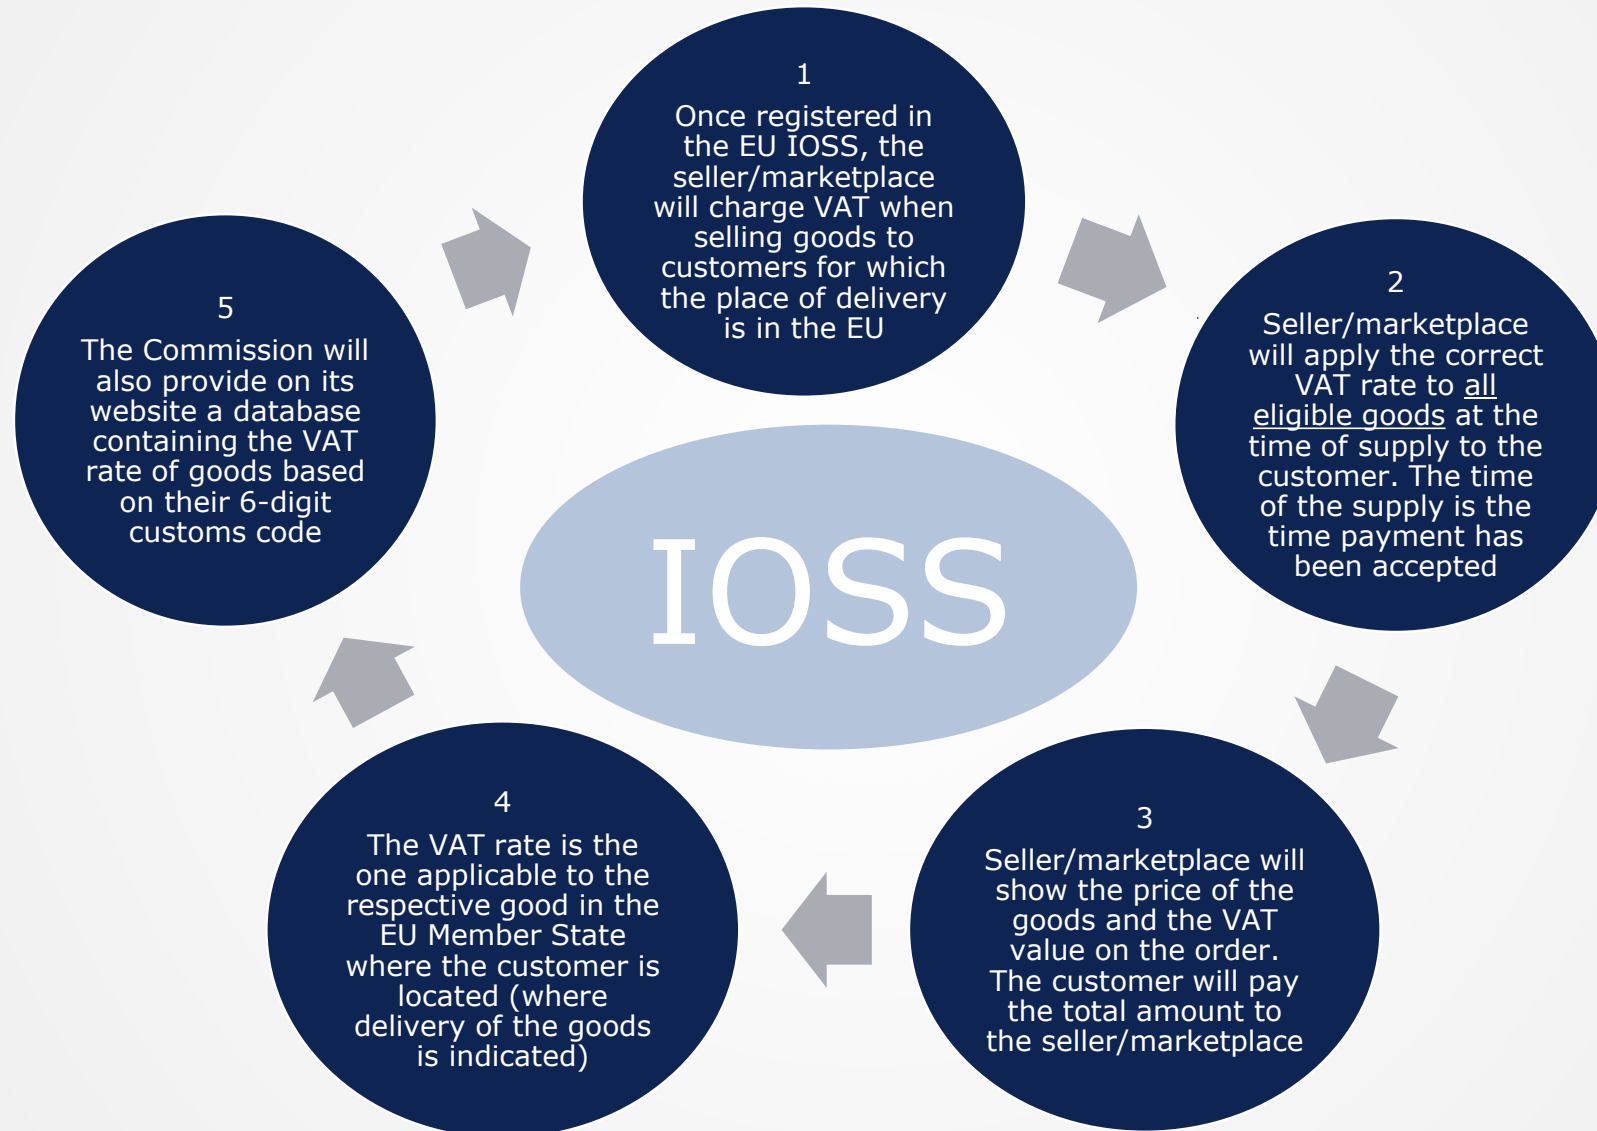 1
Once registered in
the EU IOSS, the
seller/marketplace
will charge VAT when
selling goods to
customers for which
the place of delivery
is in the EU
2
Seller/marketplace
will apply the correct
VAT rate to all
eligible goods at the
time of supply to the
customer. The time
of the supply is the
time payment has
been accepted
3
Seller/marketplace will
show the price of the
goods and the VAT
value on the order.
The customer will pay
the total amount to
the seller/marketplace
4
The VAT rate is the
one applicable to the
respective good in the
EU Member State
where the customer is
located (where
delivery of the goods
is indicated)
5
The Commission will
also provide on its
website a database
containing the VAT
rate of goods based
on their 6-digit
customs code
IOSS